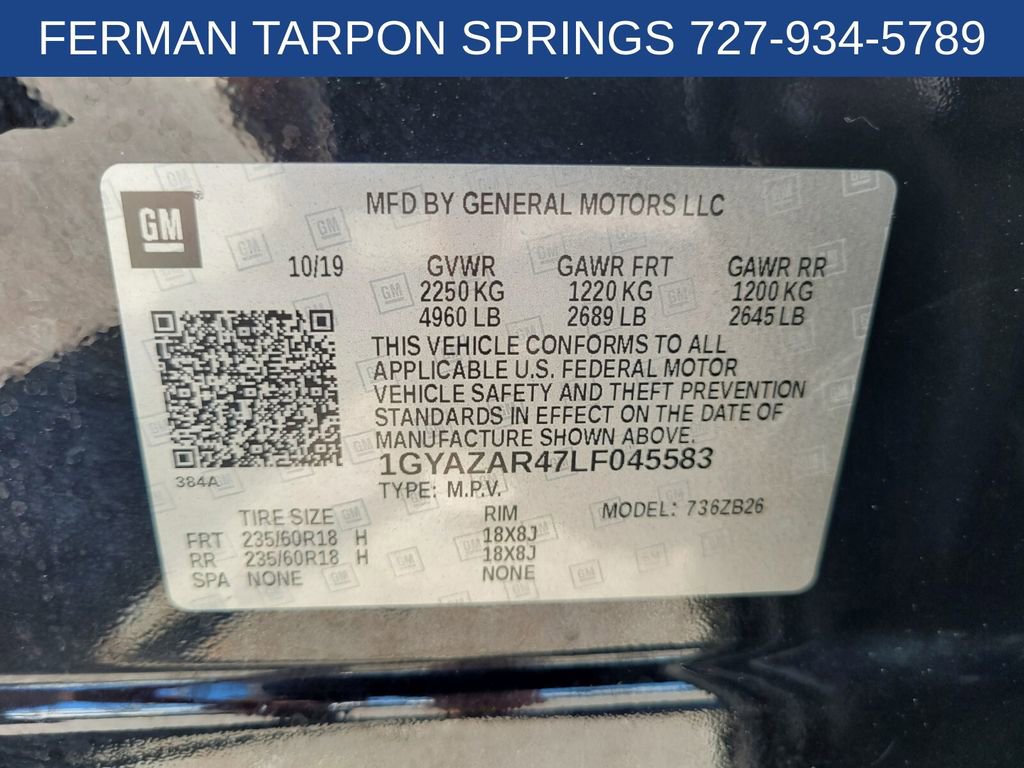 FERMAN TARPON SPRINGS 727-934-5789
GM
MFD BY GENERAL MOTORS LLC
10/19 GVWR GAWR FRT GAWR RR
2250 KG 1220 KG 1200 KG
4960 LB 2689 LB 2645 LB
THIS VEHICLE CONFORMS TO ALL
APPLICABLE U.S. FEDERAL MOTOR
VEHICLE SAFETY AND THEFT PREVENTION
STANDARDS IN EFFECT ON THE DATE OF
MANUFACTURE SHOWN ABOVE.
1GYAZAR47LF045583
384A
TYPE: M.P.V.
MODEL: 736ZB26
TIRE SIZE RIM
FRT 235/60R18 H 18X8J
RR 235/60R18 H 18X8J
SPA NONE NONE